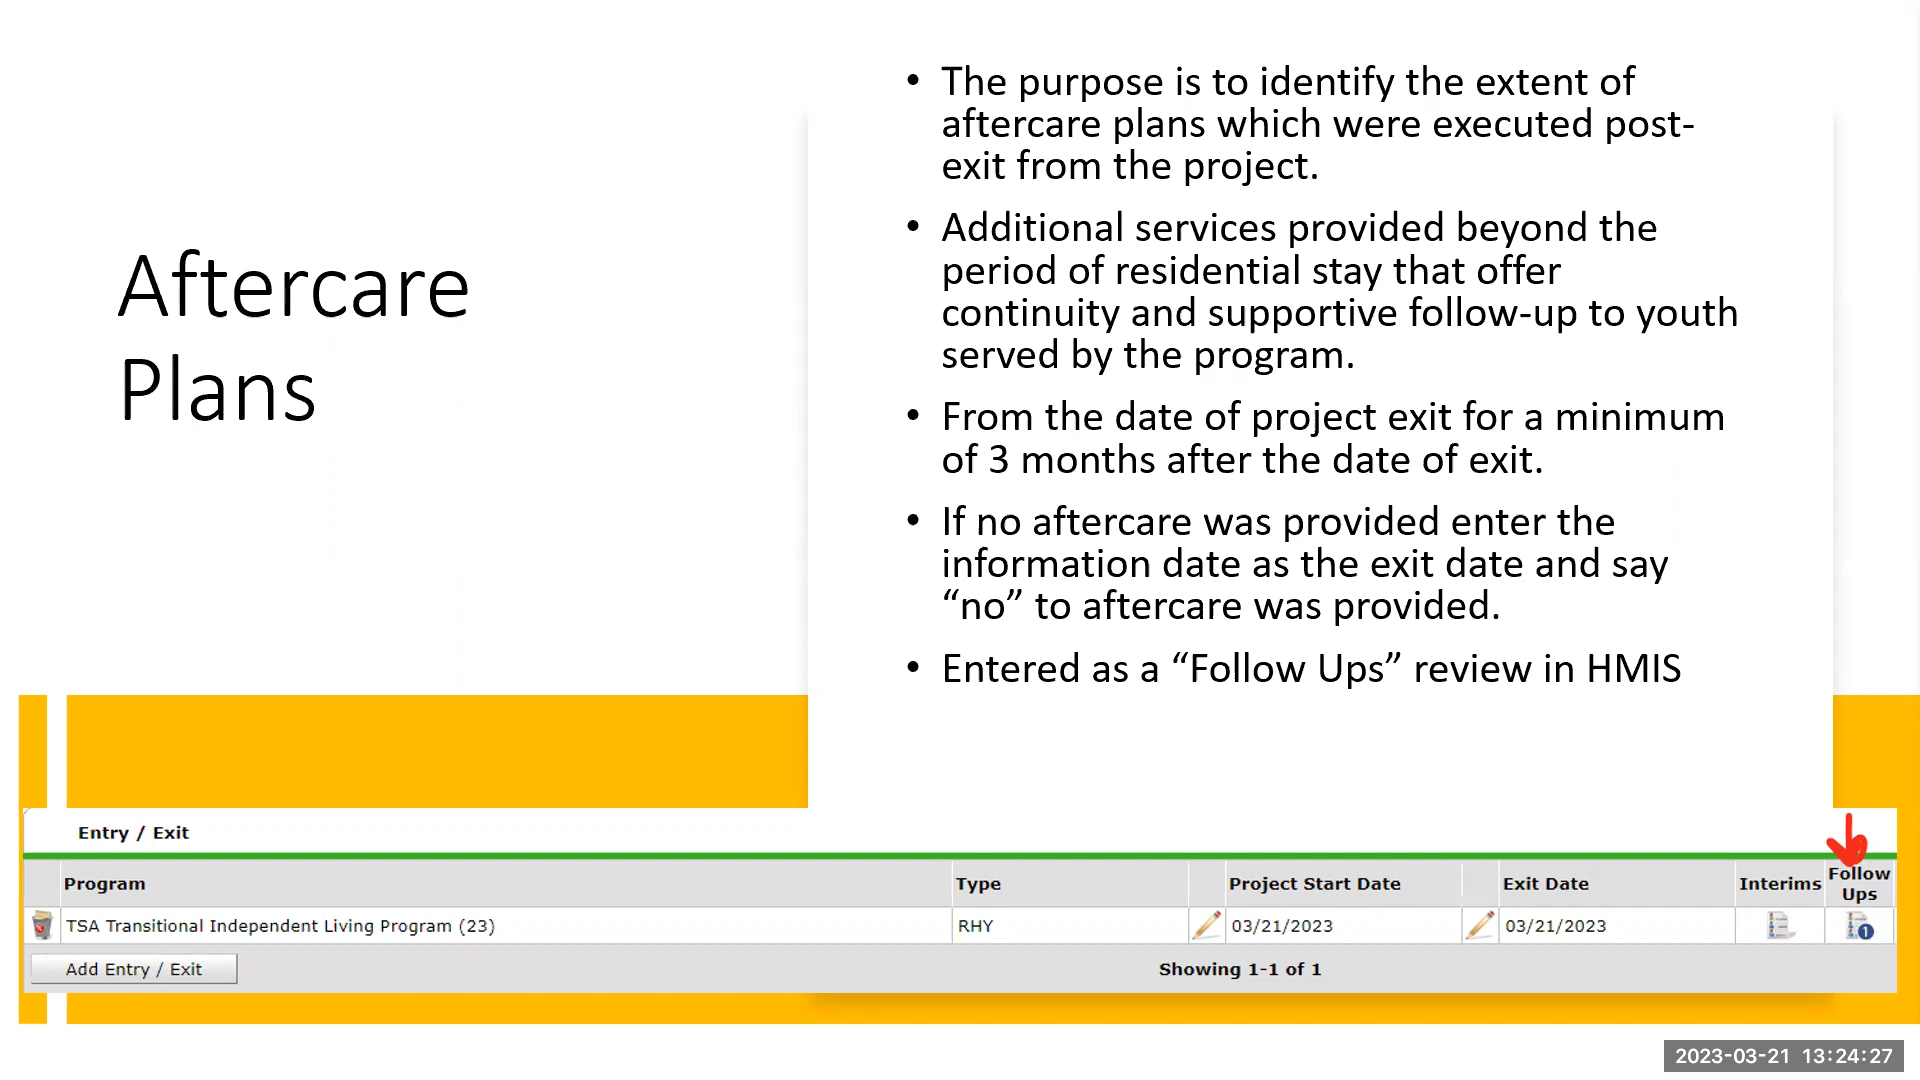 Aftercare
Plans
• The purpose is to identify the extent of
aftercare plans which were executed post-
exit from the project.
• Additional services provided beyond the
period of residential stay that offer
continuity and supportive follow-up to youth
served by the program.
• From the date of project exit for a minimum
of 3 months after the date of exit.
• If no aftercare was provided enter the
information date as the exit date and say
“no” to aftercare was provided.
• Entered as a “Follow Ups” review in HMIS
Entry / Exit
Program Type Project Start Date Exit Date Interims Follow
Ups
TSA Transitional Independent Living Program (23) RHY 03/21/2023 03/21/2023 1
Add Entry / Exit Showing 1-1 of 1
2023-03-21 13:24:27